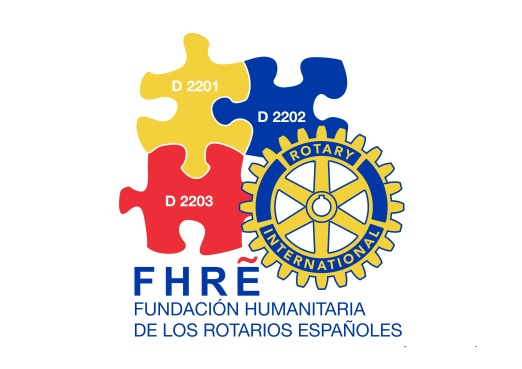 D 2201
D 2202
D 2203
ROTARY
INTERNATIONAL
FHRẼ
FUNDACIÓN HUMANITARIA
DE LOS ROTARIOS ESPAÑOLES